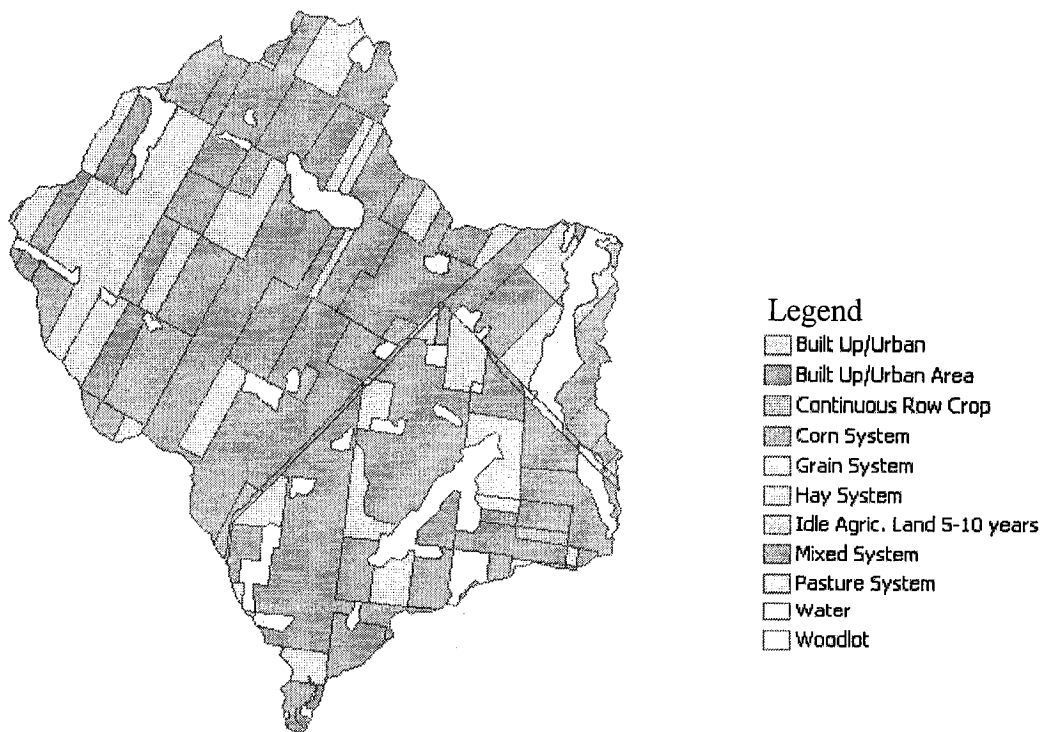 Legend
Built Up/Urban
Built Up/Urban Area
Continuous Row Crop
Corn System
Grain System
Hay System
Idle Agric. Land 5-10 years
Mixed System
Pasture System
Water
Woodlot